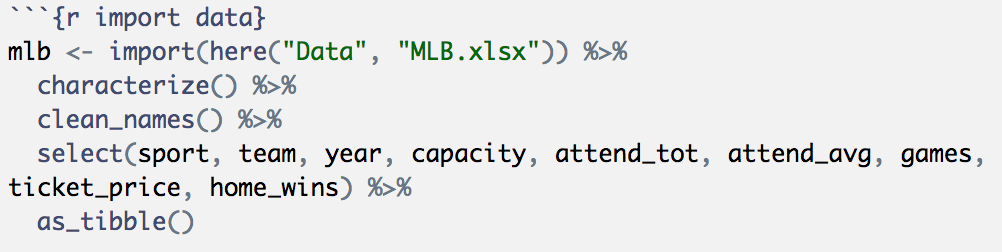 ```{r import data}
mlb <- import(here("Data", "MLB.xlsx")) %>%
  characterize() %>%
  clean_names() %>%
  select(sport, team, year, capacity, attend_tot, attend_avg, games,
ticket_price, home_wins) %>%
  as_tibble()